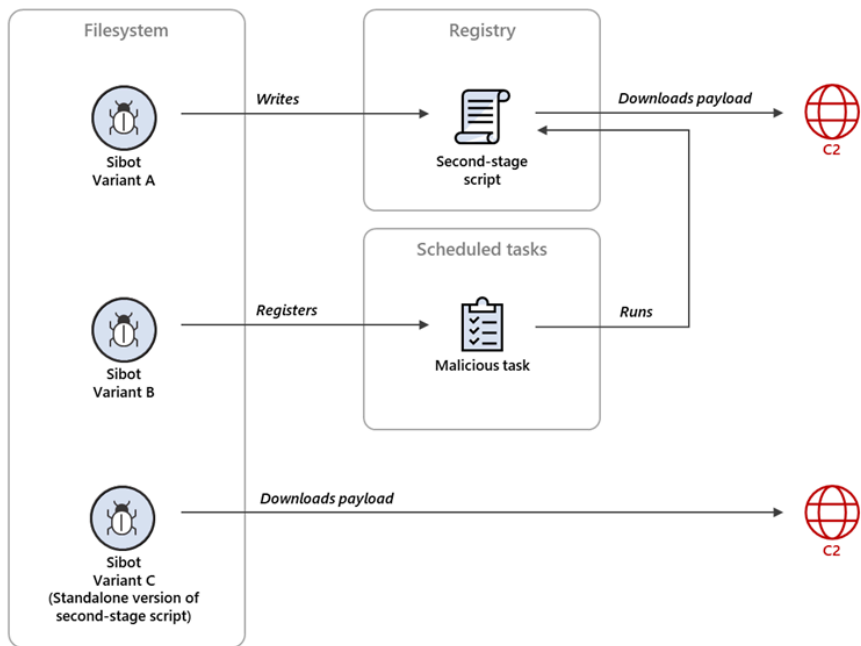 Filesystem
Registry
Writes
Downloads payload
Sibot
Variant A
Second-stage
script
C2
Scheduled tasks
Registers
Runs
Sibot
Variant B
Malicious task
Downloads payload
Sibot
Variant C
(Standalone version of
second-stage script)
C2